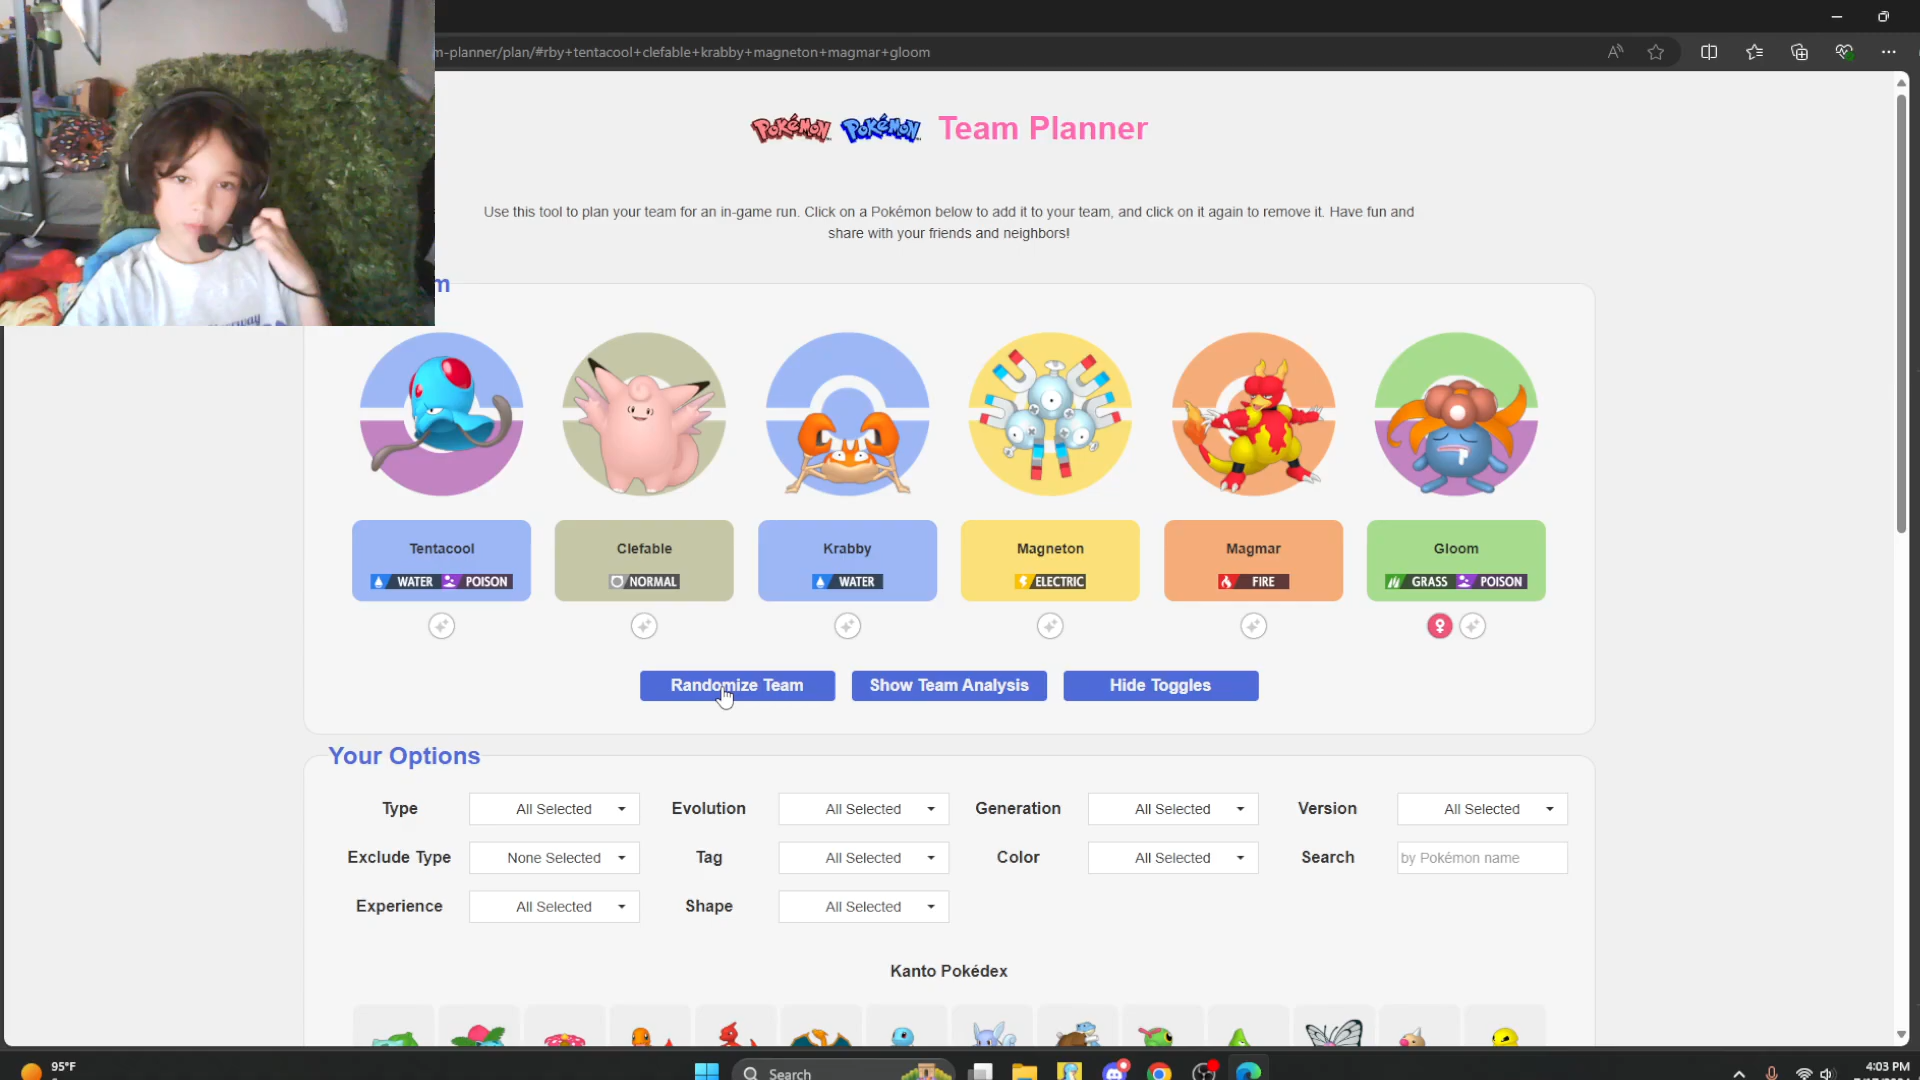 m-planner/plan/#rby+tentacool+clefable+krabby+magneton+magmar+gloom
Pokémon Pokémon Team Planner
Use this tool to plan your team for an in-game run. Click on a Pokémon below to add it to your team, and click on it again to remove it. Have fun and
share with your friends and neighbors!
m
Tentacool Clefable Krabby Magneton Magmar Gloom
WATER POISON NORMAL WATER ELECTRIC FIRE GRASS POISON
Randomize Team Show Team Analysis Hide Toggles
Your Options
Type All Selected Evolution All Selected Generation All Selected Version All Selected
Exclude Type None Selected Tag All Selected Color All Selected Search by Pokémon name
Experience All Selected Shape All Selected
Kanto Pokédex
95°F
Search
4:03 PM